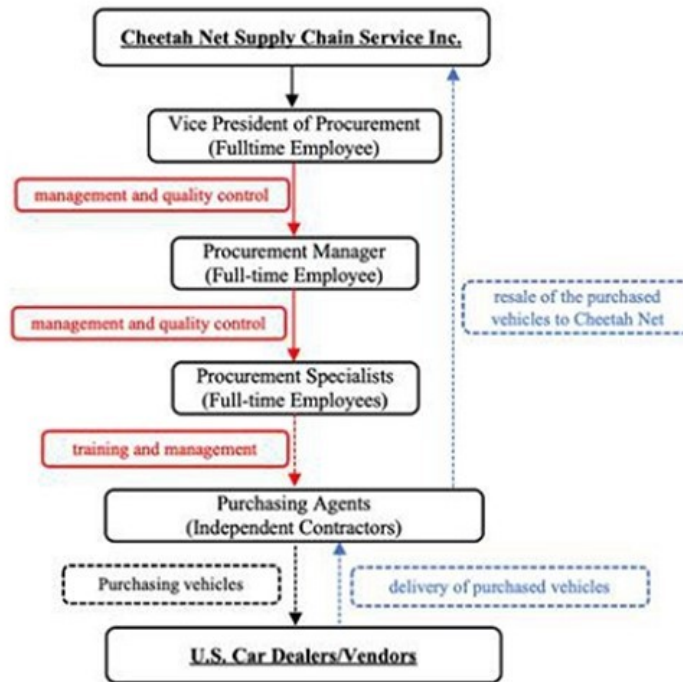 Cheetah Net Supply Chain Service Inc.
Vice President of Procurement
(Fulltime Employee)
management and quality control
Procurement Manager
(Full-time Employee)
resale of the purchased
vehicles to Cheetah Net
management and quality control
Procurement Specialists
(Full-time Employees)
training and management
Purchasing Agents
(Independent Contractors)
Purchasing vehicles
delivery of purchased vehicles
U.S. Car Dealers/Vendors